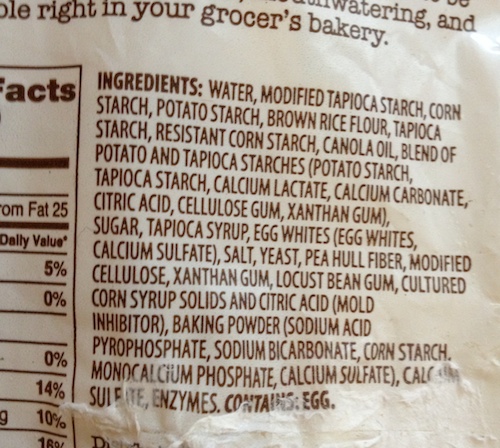 ble right in your grocer's bakery.
watering, and
Facts
INGREDIENTS: WATER, MODIFIED TAPIOCA STARCH, CORN
STARCH, POTATO STARCH, BROWN RICE FLOUR, TAPIOCA
STARCH, RESISTANT CORN STARCH, CANOLA OIL, BLEND OF
POTATO AND TAPIOCA STARCHES (POTATO STARCH,
TAPIOCA STARCH, CALCIUM LACTATE, CALCIUM CARBONATE,
CITRIC ACID, CELLULOSE GUM, XANTHAN GUM),
SUGAR, TAPIOCA SYRUP, EGG WHITES (EGG WHITES,
CALCIUM SULFATE), SALT, YEAST, PEA HULL FIBER, MODIFIED
CELLULOSE, XANTHAN GUM, LOCUST BEAN GUM, CULTURED
CORN SYRUP SOLIDS AND CITRIC ACID (MOLD
INHIBITOR), BAKING POWDER (SODIUM ACID
PYROPHOSPHATE, SODIUM BICARBONATE, CORN STARCH.
MONOCALCIUM PHOSPHATE, CALCIUM SULFATE),
ENZYMES. CONTAINS: EGG.
om Fat 25
Daily Value*
5%
0%
0%
14%
g 10%
16%